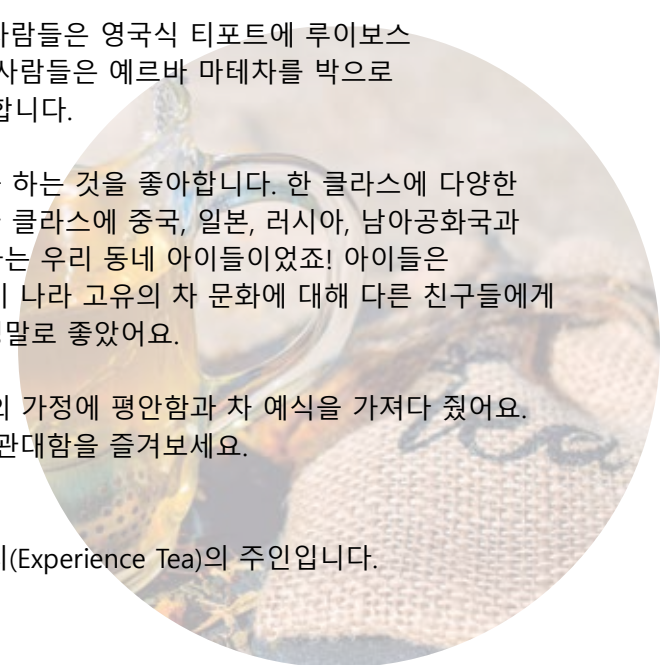 사람들은 영국식 티포트에 루이보스
사람들은 예르바 마테차를 박으로
합니다.
하는 것을 좋아합니다. 한 클라스에 다양한
클라스에 중국, 일본, 러시아, 남아공화국과
는 우리 동네 아이들이었죠! 아이들은
나라 고유의 차 문화에 대해 다른 친구들에게
말로 좋았어요.
가정에 평안함과 차 예식을 가져다 줬어요.
관대함을 즐겨보세요.
(Experience Tea)의 주인입니다.
tea